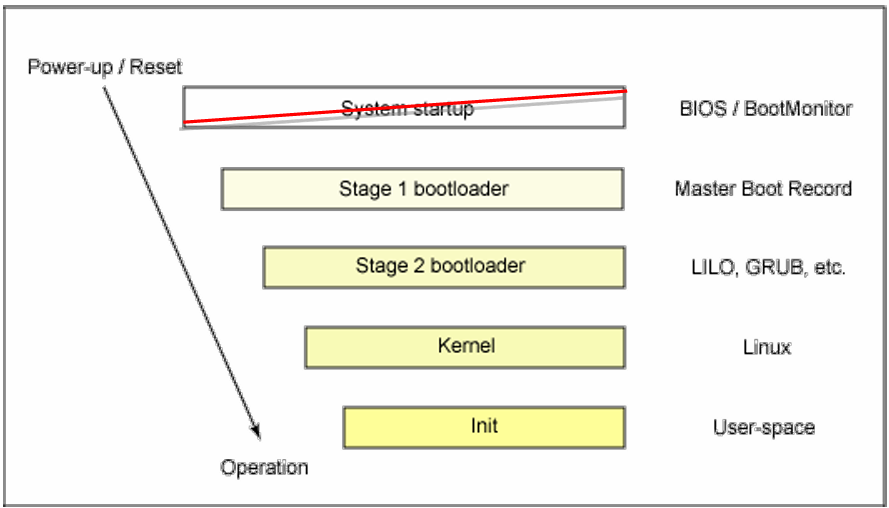 Power-up / Reset
System startup
BIOS / BootMonitor
Stage 1 bootloader
Master Boot Record
Stage 2 bootloader
LILO, GRUB, etc.
Kernel
Linux
Init
User-space
Operation